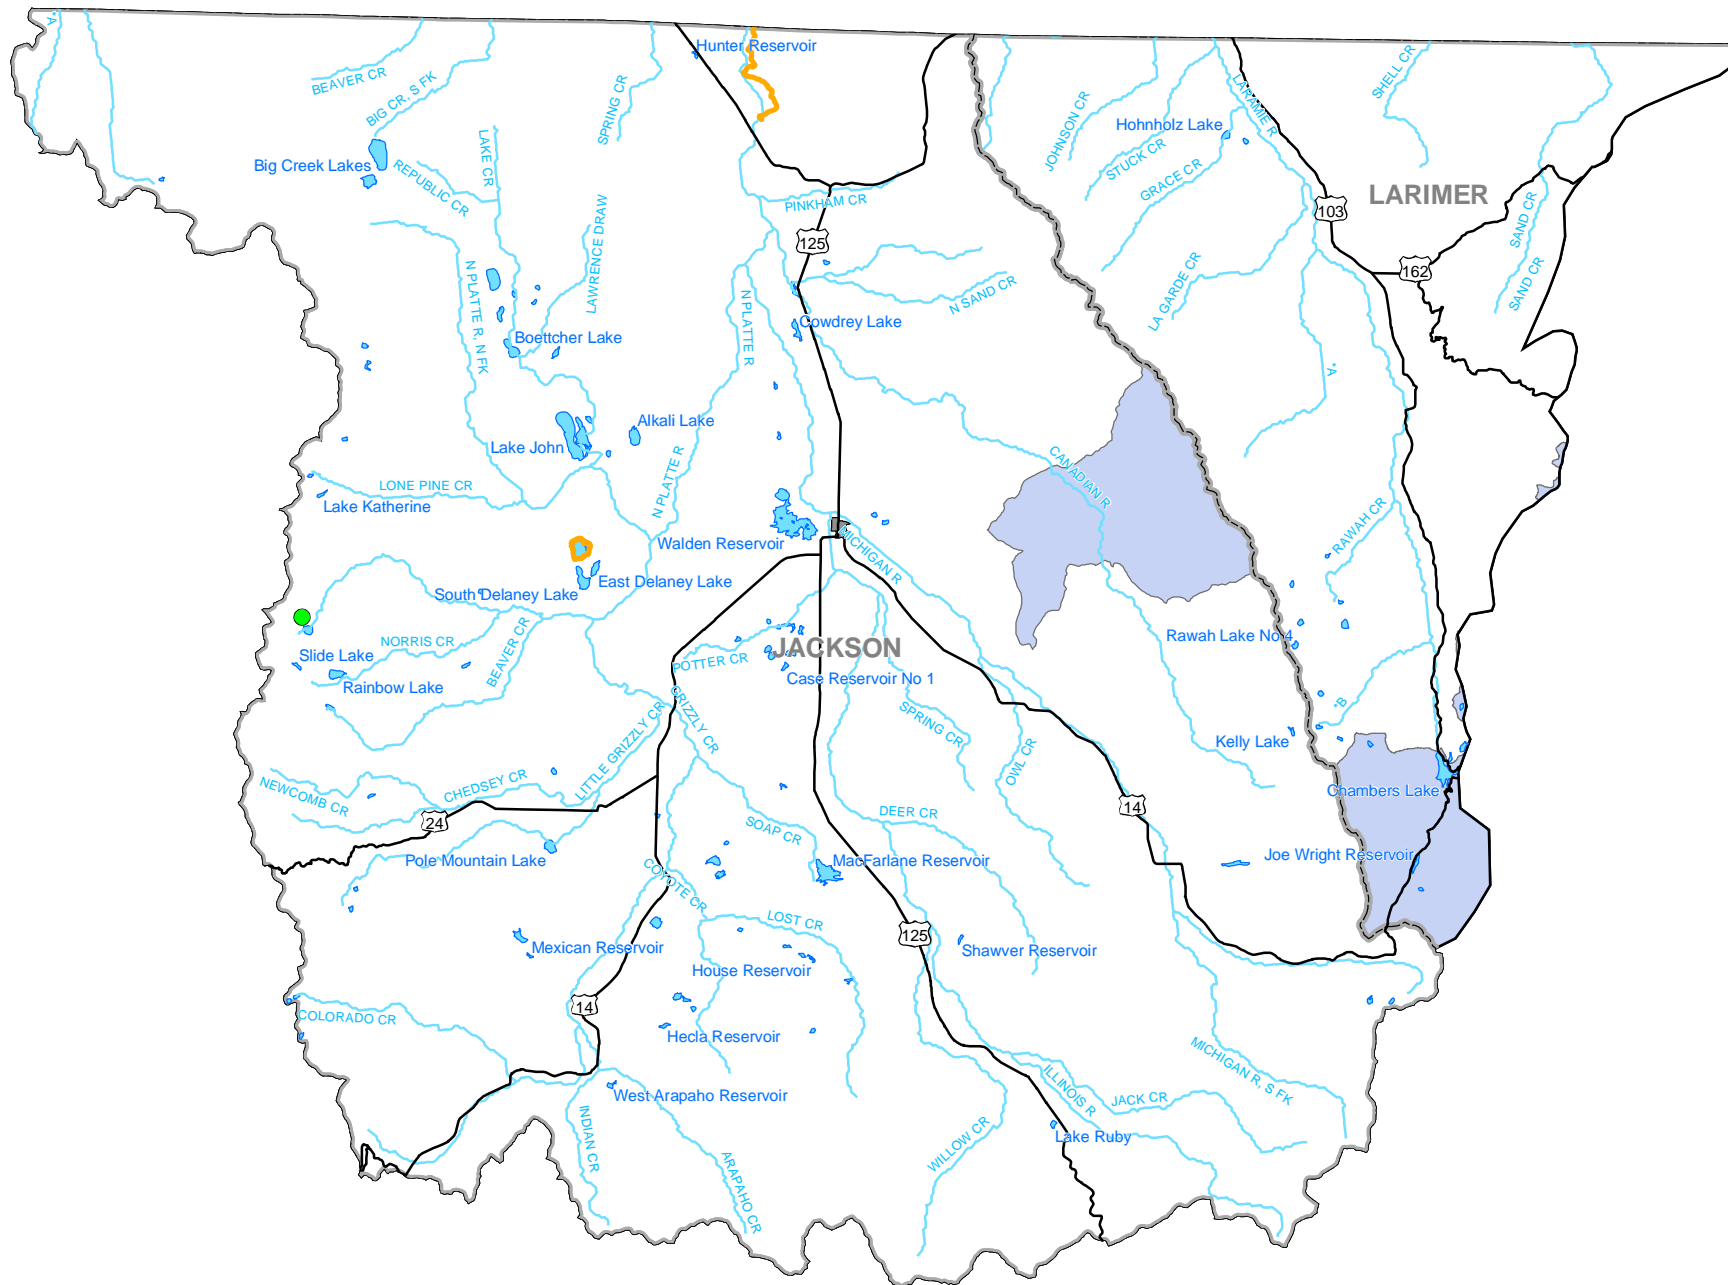 *A
Hunter Reservoir
BEAVER CR
BIG CR, S FK
SPRING CR
SHELL CR
LARAMIE R
JOHNSON CR
Hohnholz Lake
STUCK CR
GRACE CR
Big Creek Lakes
LAKE CR
REPUBLIC CR
PINKHAM CR
LARIMER
103
SAND CR
125
LAWRENCE DRAW
162
N PLATTE R, N FK
N PLATTE R
N SAND CR
LA GARDE CR
SAND CR
Cowdrey Lake
Boettcher Lake
*A
Alkali Lake
Lake John
CANADIAN R
LONE PINE CR
N PLATTE R
Lake Katherine
RAWAH CR
Walden Reservoir
MICHIGAN R
East Delaney Lake
South Delaney Lake
NORRIS CR
BEAVER CR
Rawah Lake No 4
JACKSON
Slide Lake
POTTER CR
Rainbow Lake
Case Reservoir No 1
*B
GRIZZLY CR
LITTLE GRIZZLY CR
SPRING CR
OWL CR
Kelly Lake
NEWCOMB CR
CHEDSEY CR
Chambers Lake
24
SOAP CR
DEER CR
14
Pole Mountain Lake
MacFarlane Reservoir
Joe Wright Reservoir
COYOTE CR
LOST CR
125
Mexican Reservoir
Shawver Reservoir
House Reservoir
14
COLORADO CR
Hecla Reservoir
MICHIGAN R, S FK
West Arapaho Reservoir
ILLINOIS R
JACK CR
INDIAN CR
Lake Ruby
WILLOW CR
ARAPAHO CR